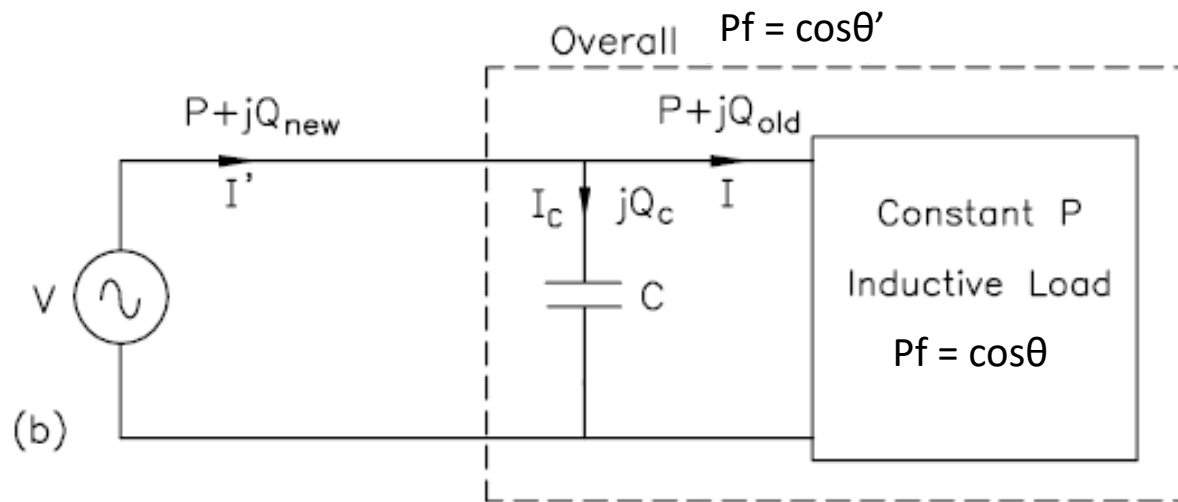 Overall Pf = cosθ’
P+jQnew P+jQold
I’ IC jQc I
V C
Constant P
Inductive Load
Pf = cosθ
(b)